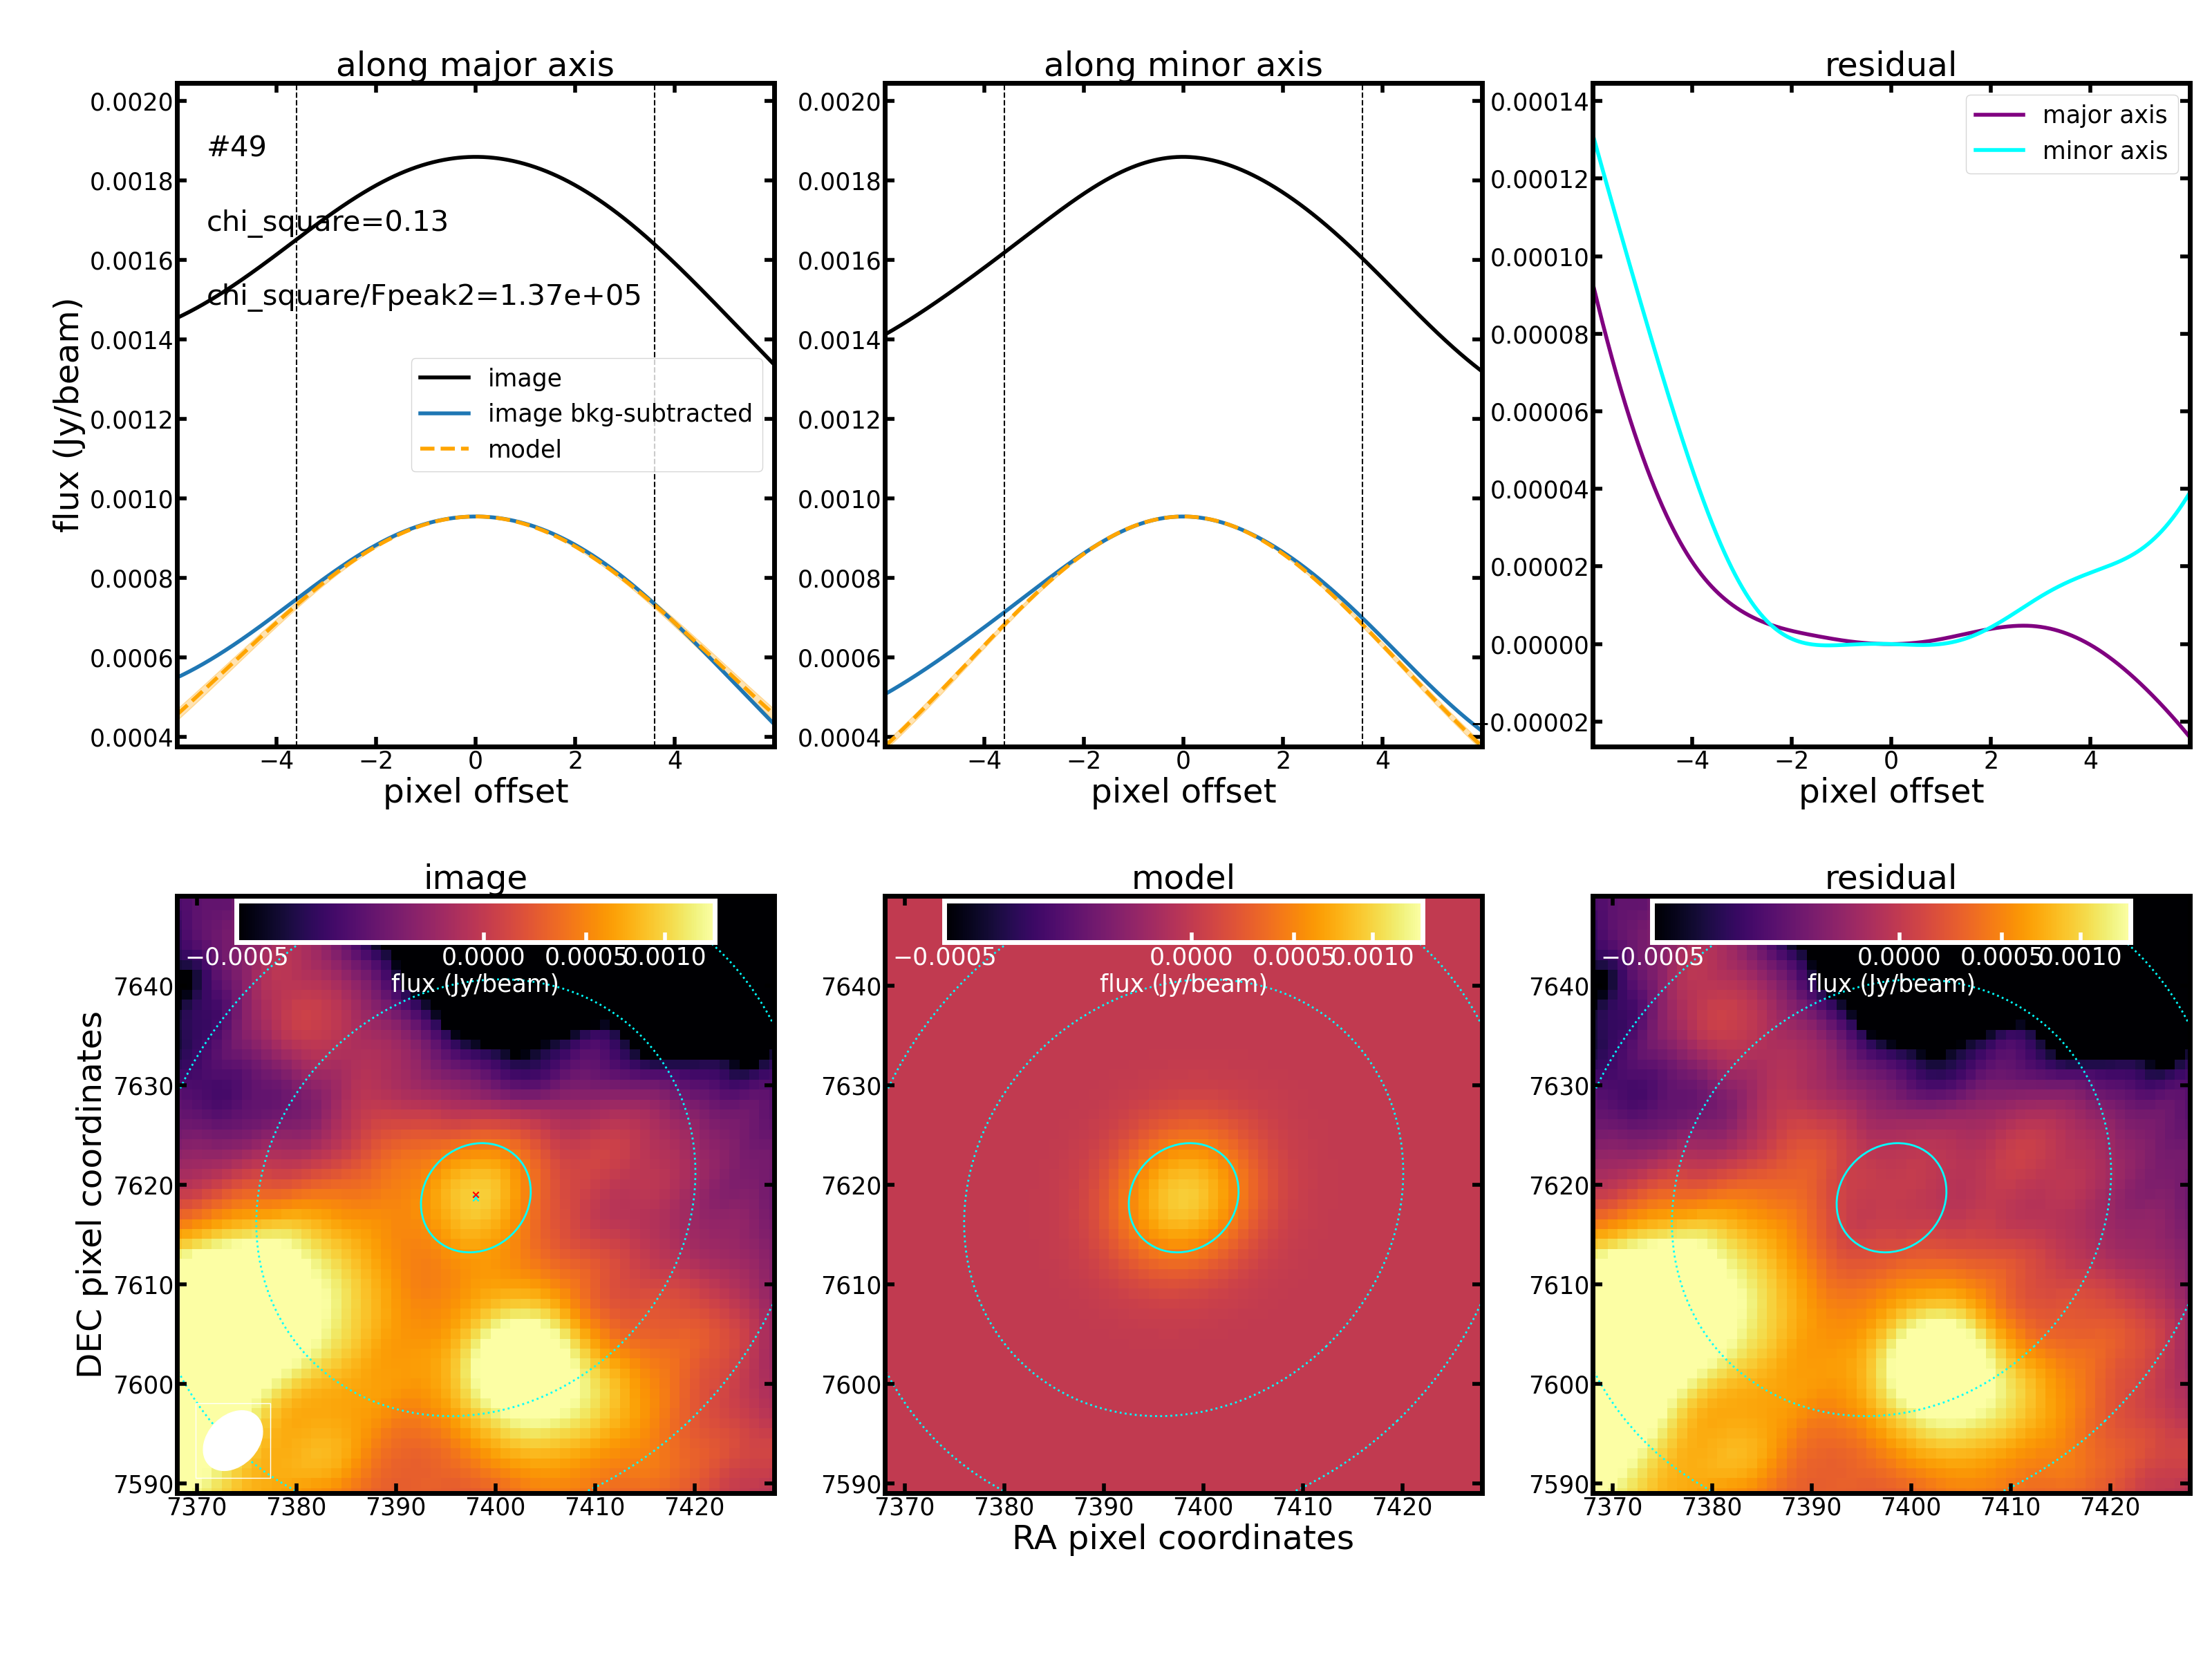 along major axis
along minor axis
residual
0.0020
0.0018
0.0016
0.0014
0.0012
0.0010
0.0008
0.0006
0.0004
flux (Jy/beam)
#49
chi_square=0.13
chi_square/Fpeak2=1.37e+05
image
image bkg-subtracted
model
−4 −2 0 2 4
pixel offset
0.0020
0.0018
0.0016
0.0014
0.0012
0.0010
0.0008
0.0006
0.0004
−4 −2 0 2 4
pixel offset
0.00014
0.00012
0.00010
0.00008
0.00006
0.00004
0.00002
0.00000
−0.00002
major axis
minor axis
−4 −2 0 2 4
pixel offset
image
model
residual
−0.0005 0.0000 0.0005 0.0010
flux (Jy/beam)
7640
7630
7620
7610
7600
7590
DEC pixel coordinates
7370 7380 7390 7400 7410 7420
−0.0005 0.0000 0.0005 0.0010
flux (Jy/beam)
7640
7630
7620
7610
7600
7590
7370 7380 7390 7400 7410 7420
RA pixel coordinates
−0.0005 0.0000 0.0005 0.0010
flux (Jy/beam)
7640
7630
7620
7610
7600
7590
7370 7380 7390 7400 7410 7420